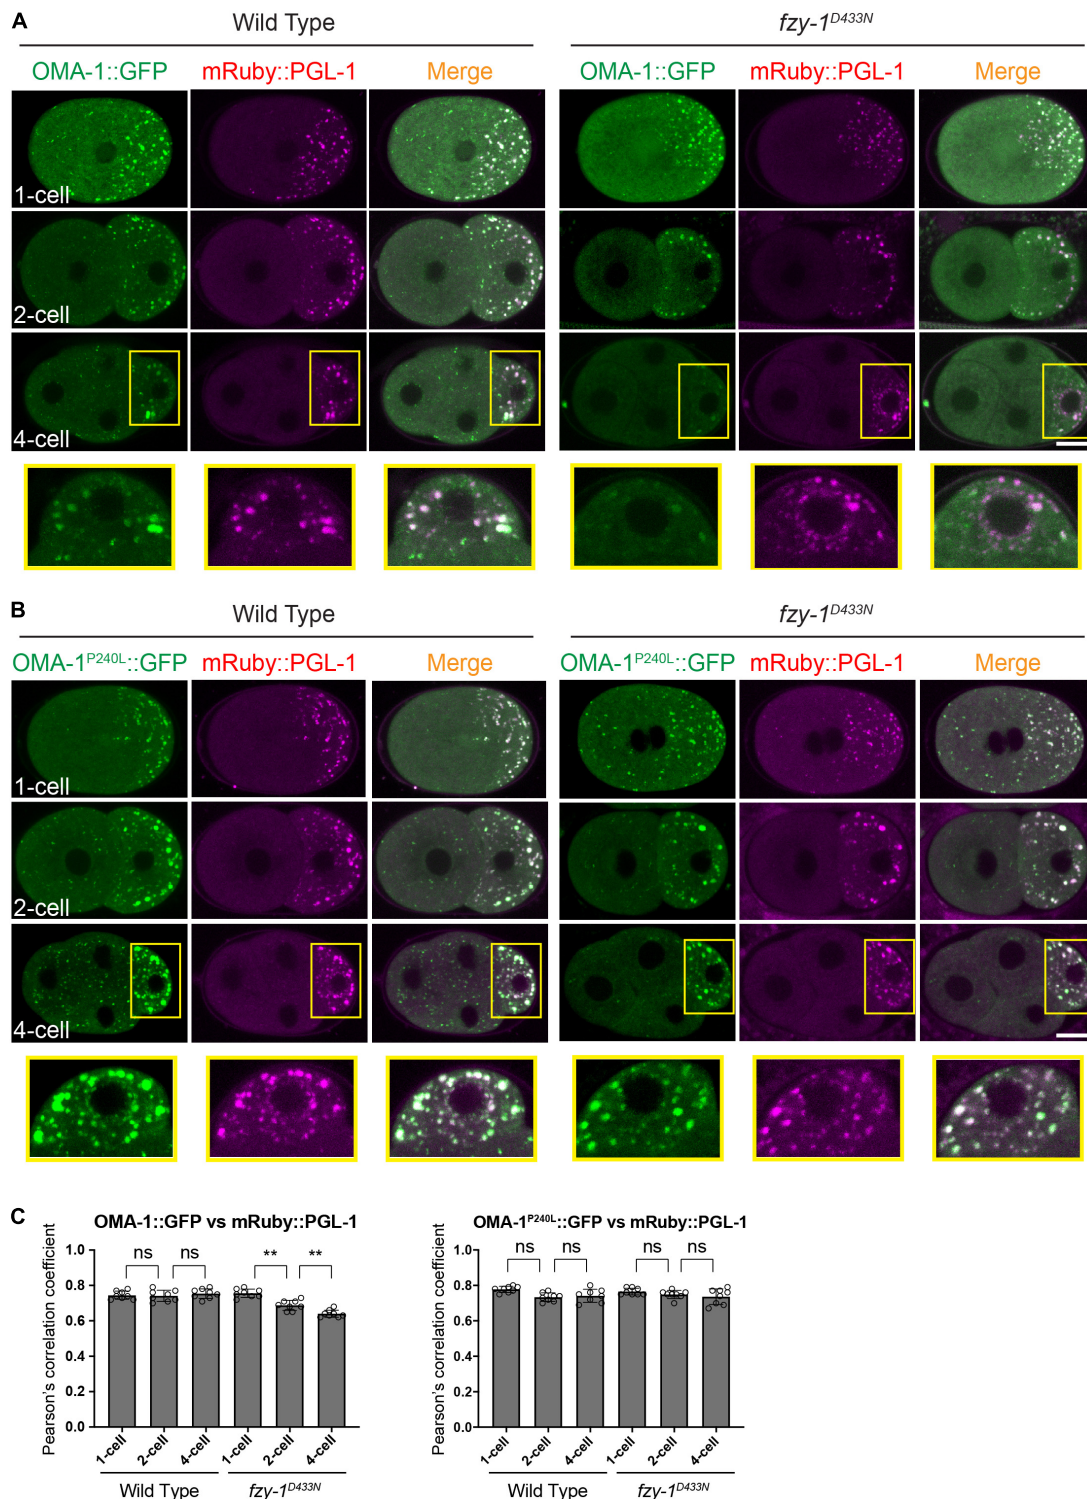 A
Wild Type fzy-1D433N
OMA-1::GFP mRuby::PGL-1 Merge OMA-1::GFP mRuby::PGL-1 Merge
1-cell
2-cell
4-cell
B
Wild Type fzy-1D433N
OMA-1P240L::GFP mRuby::PGL-1 Merge OMA-1P240L::GFP mRuby::PGL-1 Merge
1-cell
2-cell
4-cell
C
OMA-1::GFP vs mRuby::PGL-1
Pearson's correlation coefficient
1.0
0.8
0.6
0.4
0.2
0.0
ns ns ** **
1-cell 2-cell 4-cell 1-cell 2-cell 4-cell
Wild Type fzy-1D433N
OMA-1P240L::GFP vs mRuby::PGL-1
Pearson's correlation coefficient
1.0
0.8
0.6
0.4
0.2
0.0
ns ns ns ns
1-cell 2-cell 4-cell 1-cell 2-cell 4-cell
Wild Type fzy-1D433N